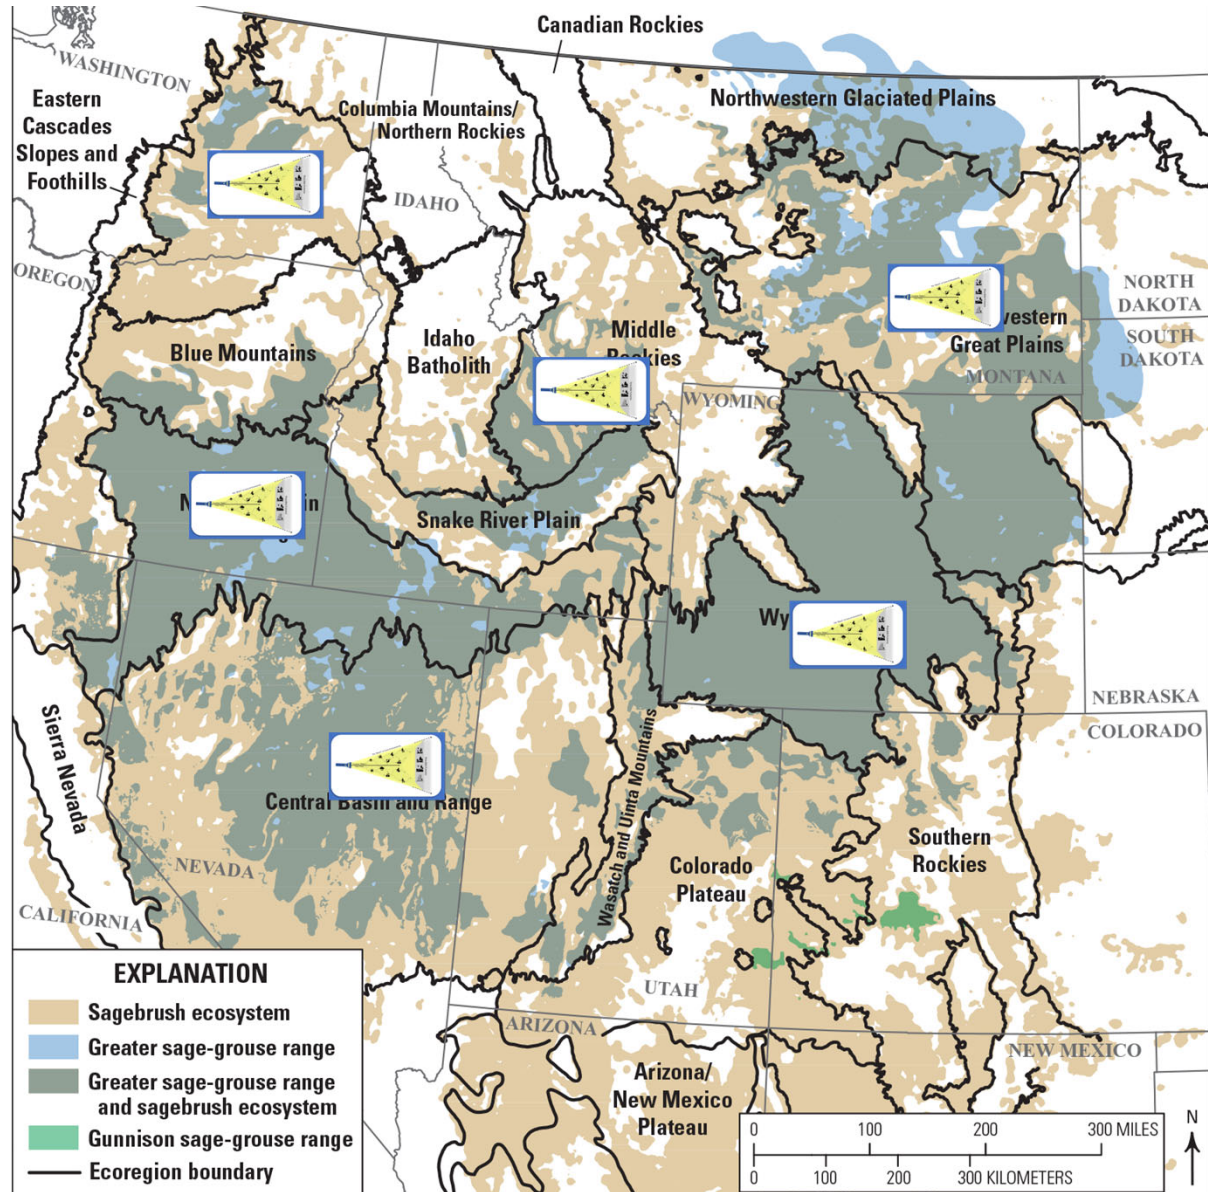 Canadian Rockies
WASHINGTON
Eastern
Cascades
Slopes and
Foothills
Columbia Mountains/
Northern Rockies
Northwestern Glaciated Plains
IDAHO
OREGON
NORTH
DAKOTA
SOUTH
DAKOTA
Blue Mountains
Idaho
Batholith
Middle
western
Great Plains
MONTANA
WYOMING
Snake River Plain
NEBRASKA
COLORADO
Sierra Nevada
Central Basin and Range
Wasatch and Uinta Mountains
NEVADA
CALIFORNIA
Colorado
Plateau
Southern
Rockies
UTAH
ARIZONA
NEW MEXICO
Arizona/
New Mexico
Plateau
EXPLANATION
Sagebrush ecosystem
Greater sage-grouse range
Greater sage-grouse range
and sagebrush ecosystem
Gunnison sage-grouse range
Ecoregion boundary
0 100 200 300 MILES
0 100 200 300 KILOMETERS
N